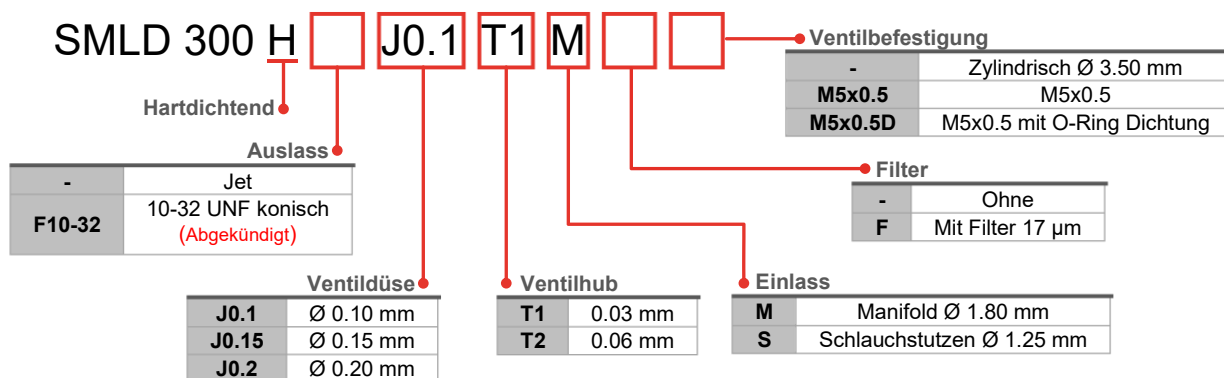 SMLD 300 H J0.1 T1 M
Ventilbefestigung
- Zylindrisch Ø 3.50 mm
M5x0.5 M5x0.5
M5x0.5D M5x0.5 mit O-Ring Dichtung
Hartdichtend
Auslass
- Jet
F10-32 10-32 UNF konisch
(Abgekündigt)
Filter
- Ohne
F Mit Filter 17 µm
Ventildüse
J0.1 Ø 0.10 mm
J0.15 Ø 0.15 mm
J0.2 Ø 0.20 mm
Ventilhub
T1 0.03 mm
T2 0.06 mm
Einlass
M Manifold Ø 1.80 mm
S Schlauchstutzen Ø 1.25 mm